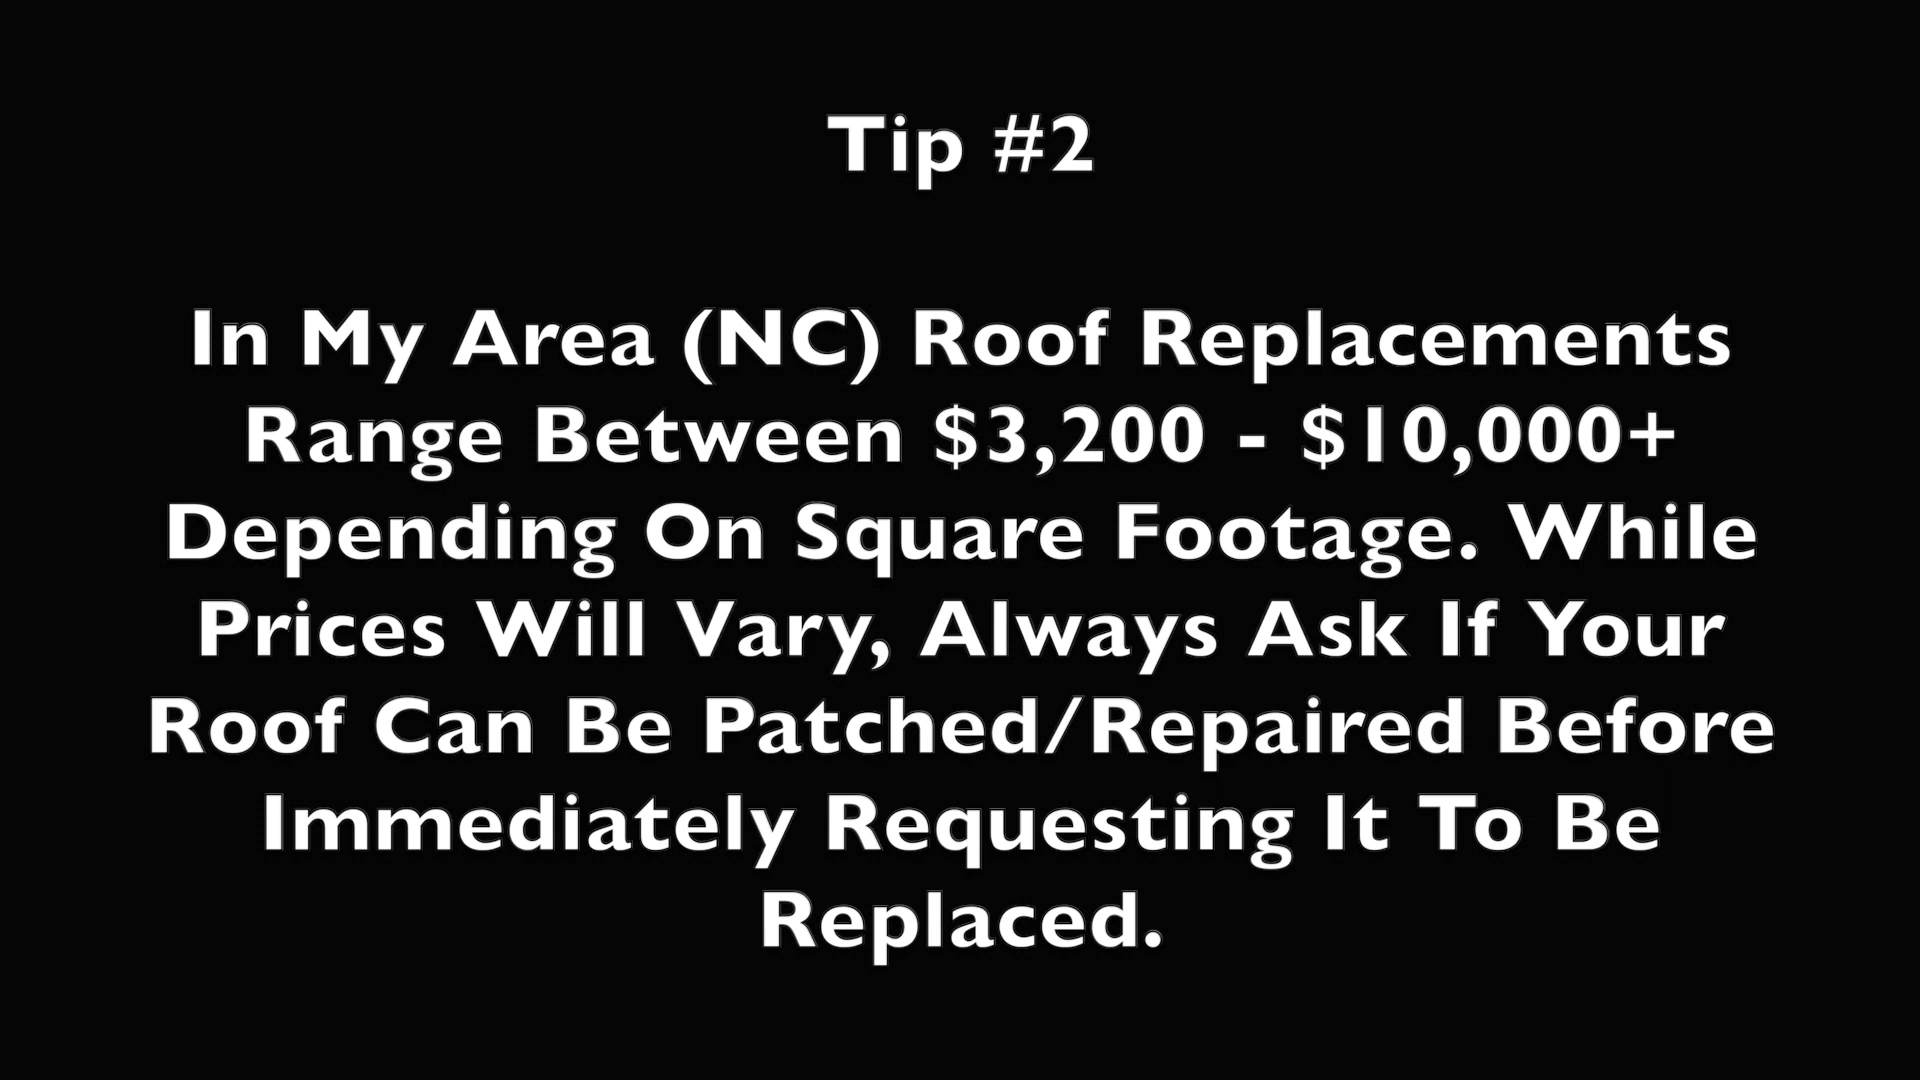 Tip #2
In My Area (NC) Roof Replacements
Range Between $3,200 - $10,000+
Depending On Square Footage. While
Prices Will Vary, Always Ask If Your
Roof Can Be Patched/Repaired Before
Immediately Requesting It To Be
Replaced.